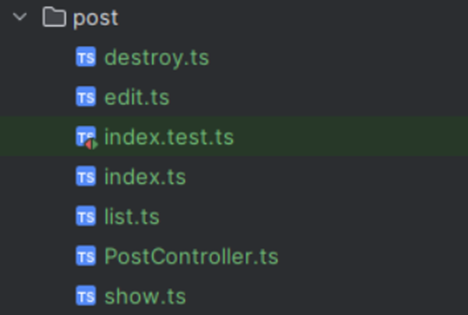 post
TS destroy.ts
TS edit.ts
TS index.test.ts
TS index.ts
TS list.ts
TS PostController.ts
TS show.ts